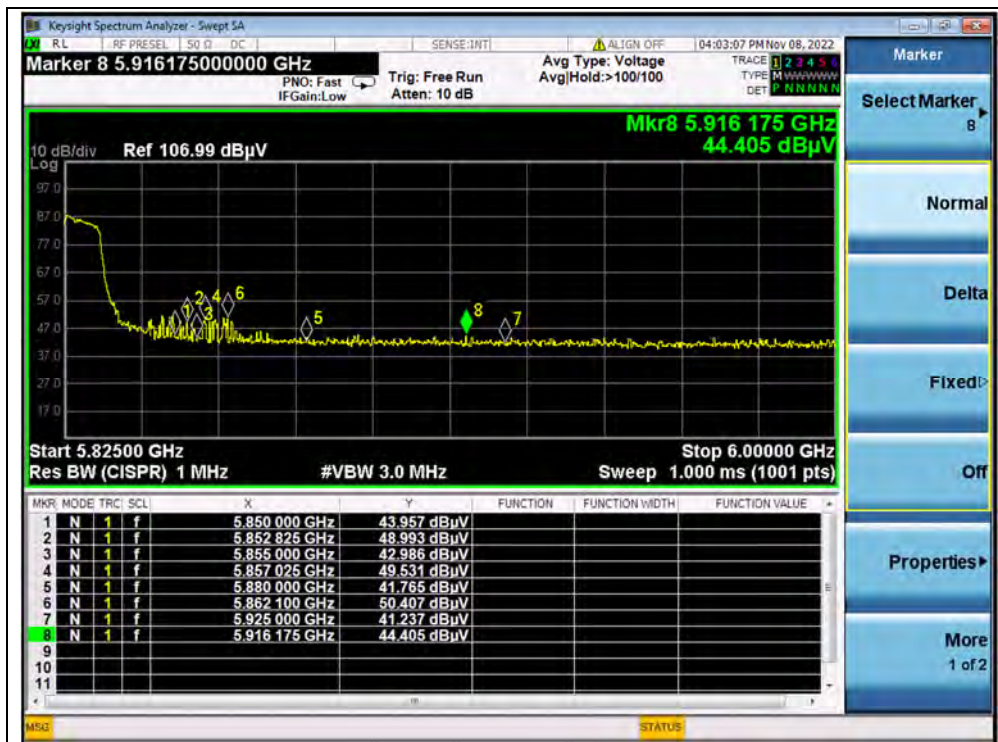 Keysight Spectrum Analyzer - Swept SA
LXI RL RF PRESEL 50 Ω DC SENSE:INT ALIGN OFF 04:03:07 PM Nov 08, 2022
Marker 8 5.916175000000 GHz
PNO: Fast
IFGain:Low
Trig: Free Run
Atten: 10 dB
Avg Type: Voltage
Avg|Hold:>100/100
TRACE 1 2 3 4 5 6
TYPE M WWWWW
DET P N N N N N
Mkr8 5.916 175 GHz
44.405 dBµV
10 dB/div Ref 106.99 dBµV
Log
97.0
87.0
77.0
67.0
57.0
47.0
37.0
27.0
17.0
1 2 3 4 6 5 8 7
Start 5.82500 GHz Stop 6.00000 GHz
Res BW (CISPR) 1 MHz #VBW 3.0 MHz Sweep 1.000 ms (1001 pts)
MKR MODE TRC SCL X Y FUNCTION FUNCTION WIDTH FUNCTION VALUE
1 N 1 f 5.850 000 GHz 43.957 dBµV
2 N 1 f 5.852 825 GHz 48.993 dBµV
3 N 1 f 5.855 000 GHz 42.986 dBµV
4 N 1 f 5.857 025 GHz 49.531 dBµV
5 N 1 f 5.880 000 GHz 41.765 dBµV
6 N 1 f 5.862 100 GHz 50.407 dBµV
7 N 1 f 5.925 000 GHz 41.237 dBµV
8 N 1 f 5.916 175 GHz 44.405 dBµV
9
10
11
MSG STATUS
Marker
Select Marker
8
Normal
Delta
Fixed
Off
Properties
More
1 of 2